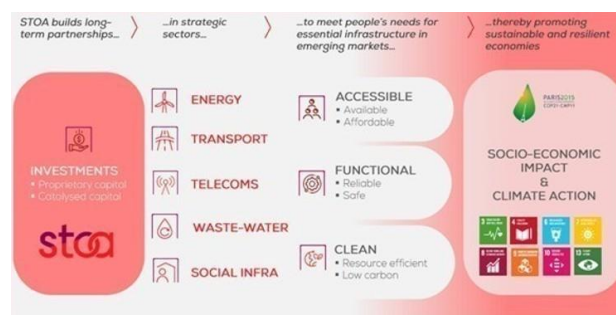 STOA builds long-
term partnerships...
...in strategic
sectors...
...to meet people's needs for
essential infrastructure in
emerging markets...
...thereby promoting
sustainable and resilient
economies
INVESTMENTS
▪ Proprietary capital
▪ Catalysed capital
stoa
ENERGY
TRANSPORT
TELECOMS
WASTE-WATER
SOCIAL INFRA
ACCESSIBLE
▪ Available
▪ Affordable
FUNCTIONAL
▪ Reliable
▪ Safe
CLEAN
▪ Resource efficient
▪ Low carbon
PARIS2015
COP21·CMP11
SOCIO-ECONOMIC
IMPACT
&
CLIMATE ACTION